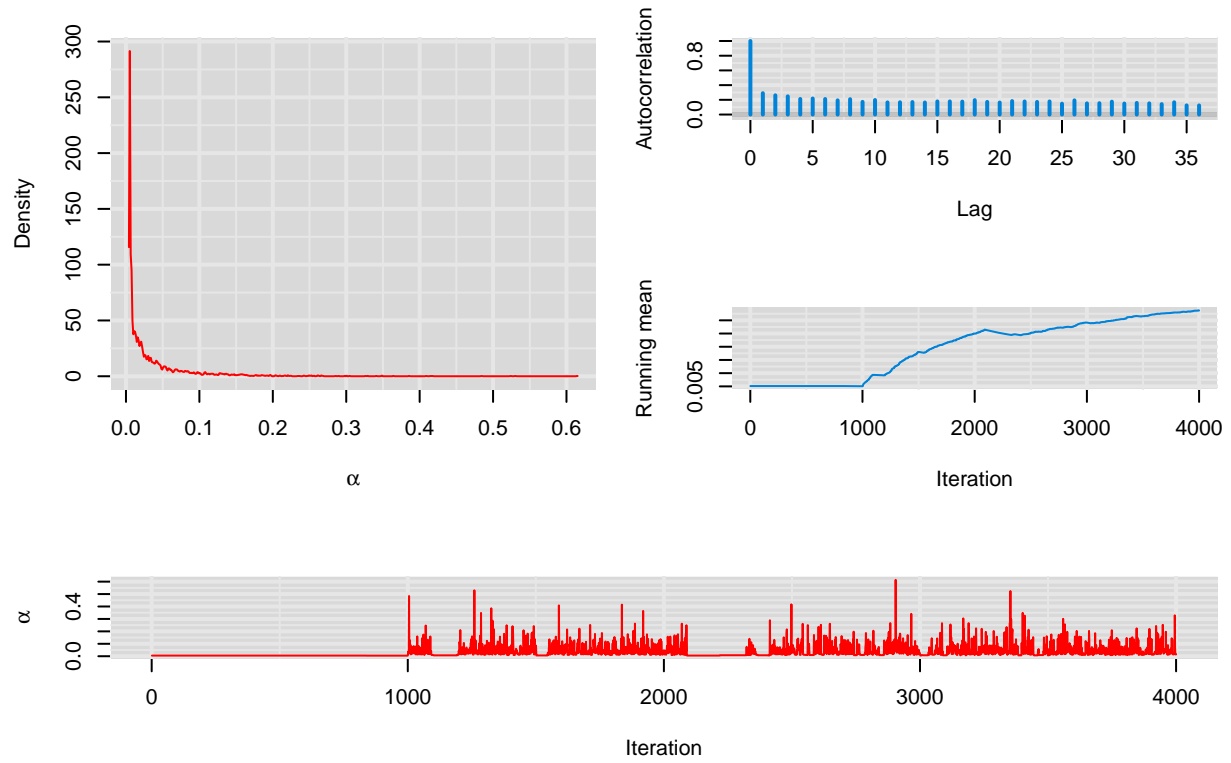 Density
300
250
200
150
100
50
0
0.0 0.1 0.2 0.3 0.4 0.5 0.6
α
Autocorrelation
0.8
0.0
0 5 10 15 20 25 30 35
Lag
Running mean
0.005
0 1000 2000 3000 4000
Iteration
α
0.4
0.0
0 1000 2000 3000 4000
Iteration